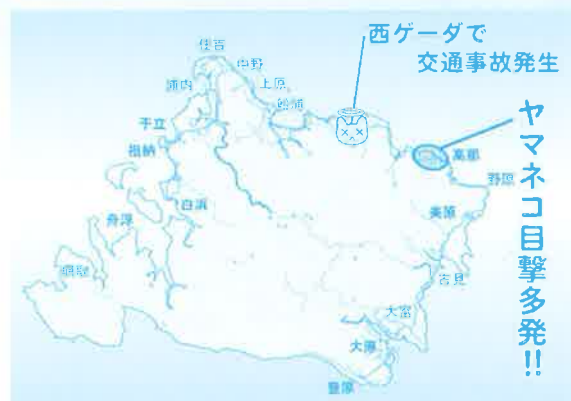 西ゲーダで
交通事故発生
ヤマネコ目撃多発!!
住吉
中野
浦内
上原
船浦
干立
祖納
高那
野原
白浜
美原
舟浮
古見
網取
大富
大原
豊原